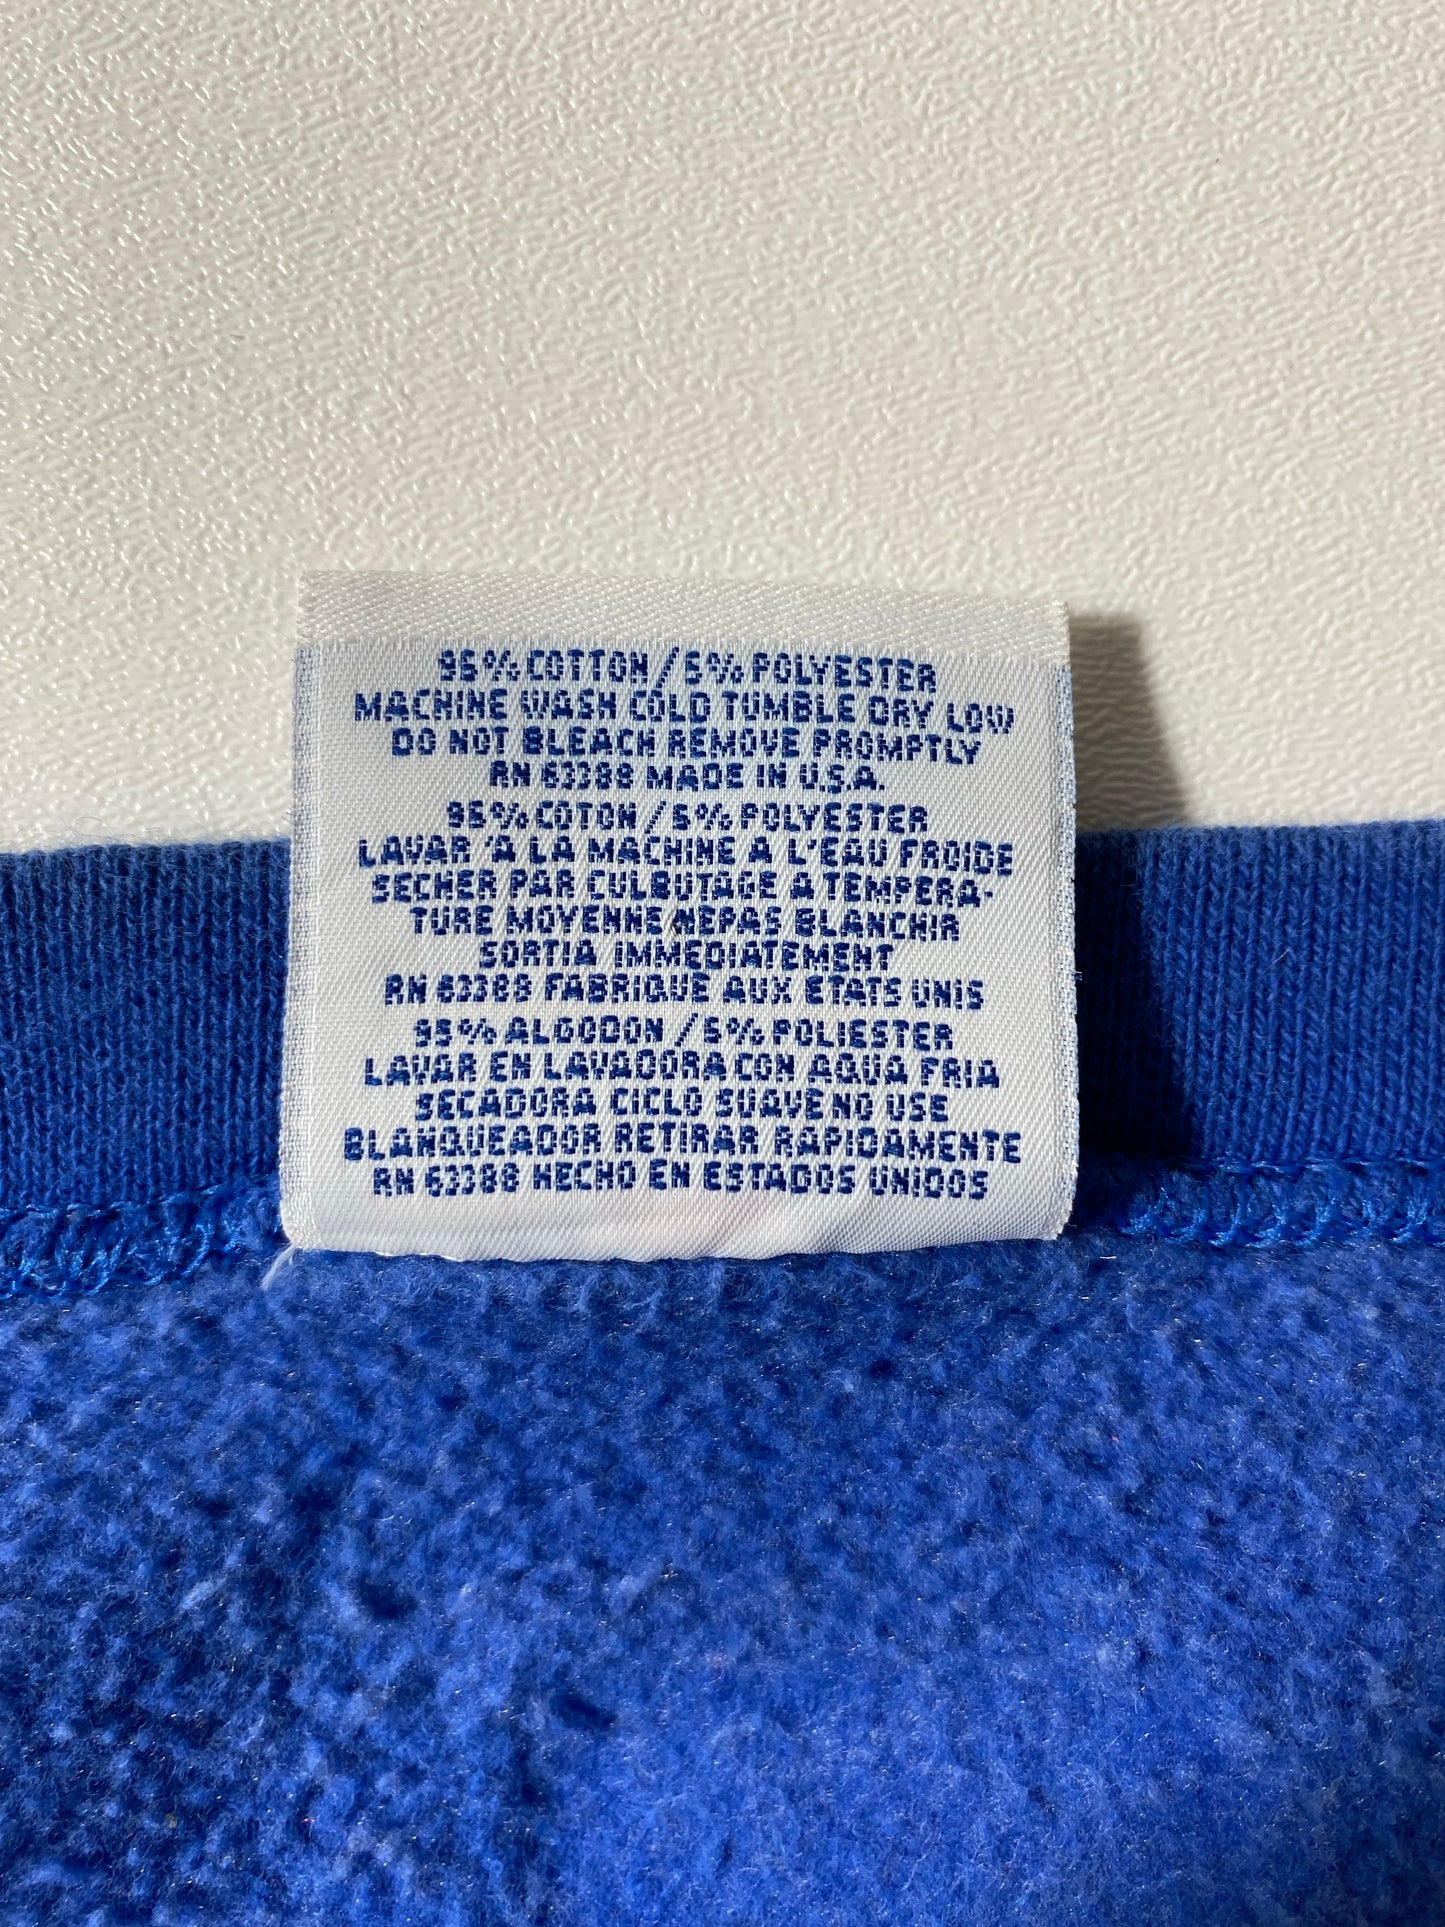 95% COTTON / 5% POLYESTER
MACHINE WASH COLD TUMBLE DRY LOW
DO NOT BLEACH REMOVE PROMPTLY
RN 63388 MADE IN U.S.A.
95% COTON / 5% POLYESTER
LAVAR 'A LA MACHINE A L'EAU FROIDE
SECHER PAR CULBUTAGE A TEMPERA-
TURE MOYENNE NEPAS BLANCHIR
SORTIA IMMEDIATEMENT
RN 63388 FABRIQUE AUX ETATS UNIS
95% ALGODON / 5% POLIESTER
LAVAR EN LAVADORA CON AQUA FRIA
SECADORA CICLO SUAVE NO USE
BLANQUEADOR RETIRAR RAPIDAMENTE
RN 63388 HECHO EN ESTADOS UNIDOS